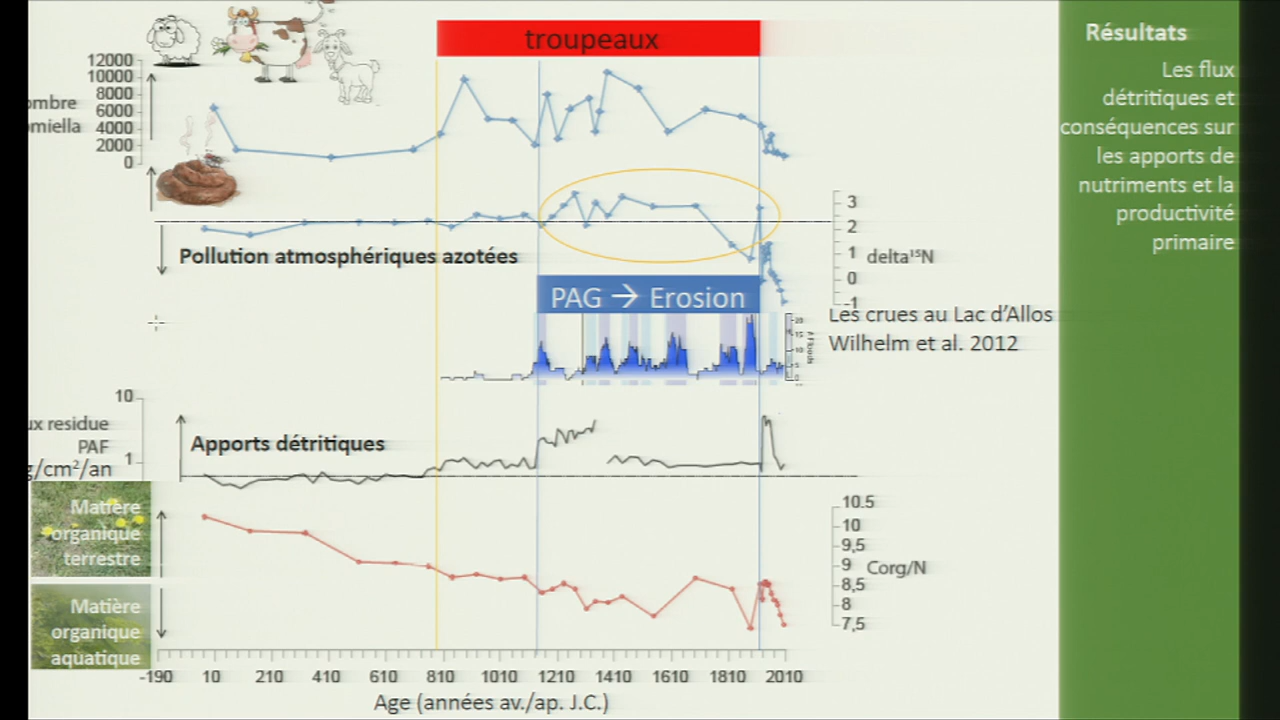 troupeaux
12000
10000
8000
6000
4000
2000
0
ombre
omiella
3
2
1
0
-1
delta¹⁵N
Pollution atmosphériques azotées
PAG → Erosion
Les crues au Lac d'Allos
Wilhelm et al. 2012
10
1
ux residue
PAF
g/cm²/an
Apports détritiques
Matière
organique
terrestre
Matière
organique
aquatique
10.5
10
9,5
9
8,5
8
7,5
Corg/N
-190 10 210 410 610 810 1010 1210 1410 1610 1810 2010
Age (années av./ap. J.C.)
Résultats
Les flux
détritiques et
conséquences sur
les apports de
nutriments et la
productivité
primaire